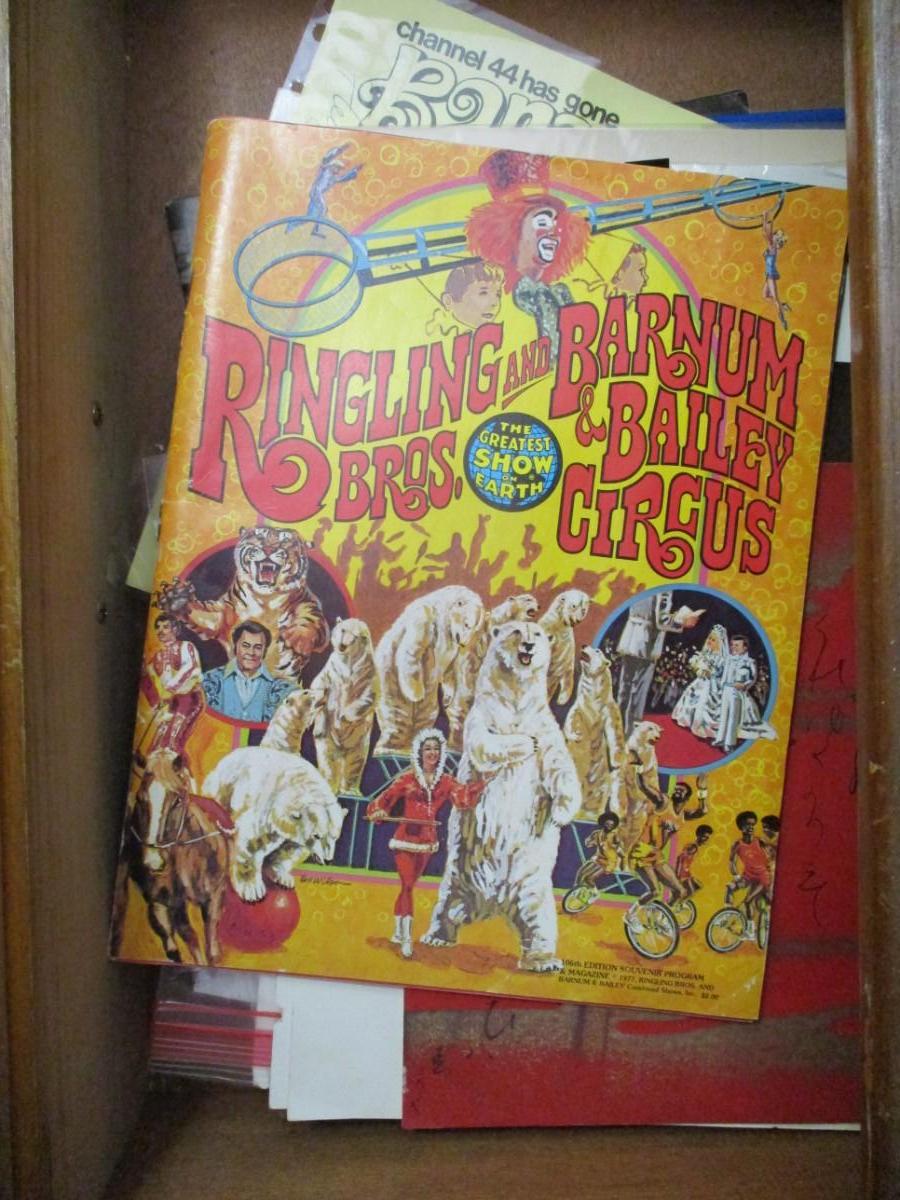 channel 44 has gone
RINGLING AND BARNUM
BROS. & BAILEY
CIRCUS
THE
GREATEST
SHOW
ON
EARTH
106th EDITION SOUVENIR PROGRAM
& MAGAZINE © 1977, RINGLING BROS. AND
BARNUM & BAILEY Combined Shows, Inc. $2.00